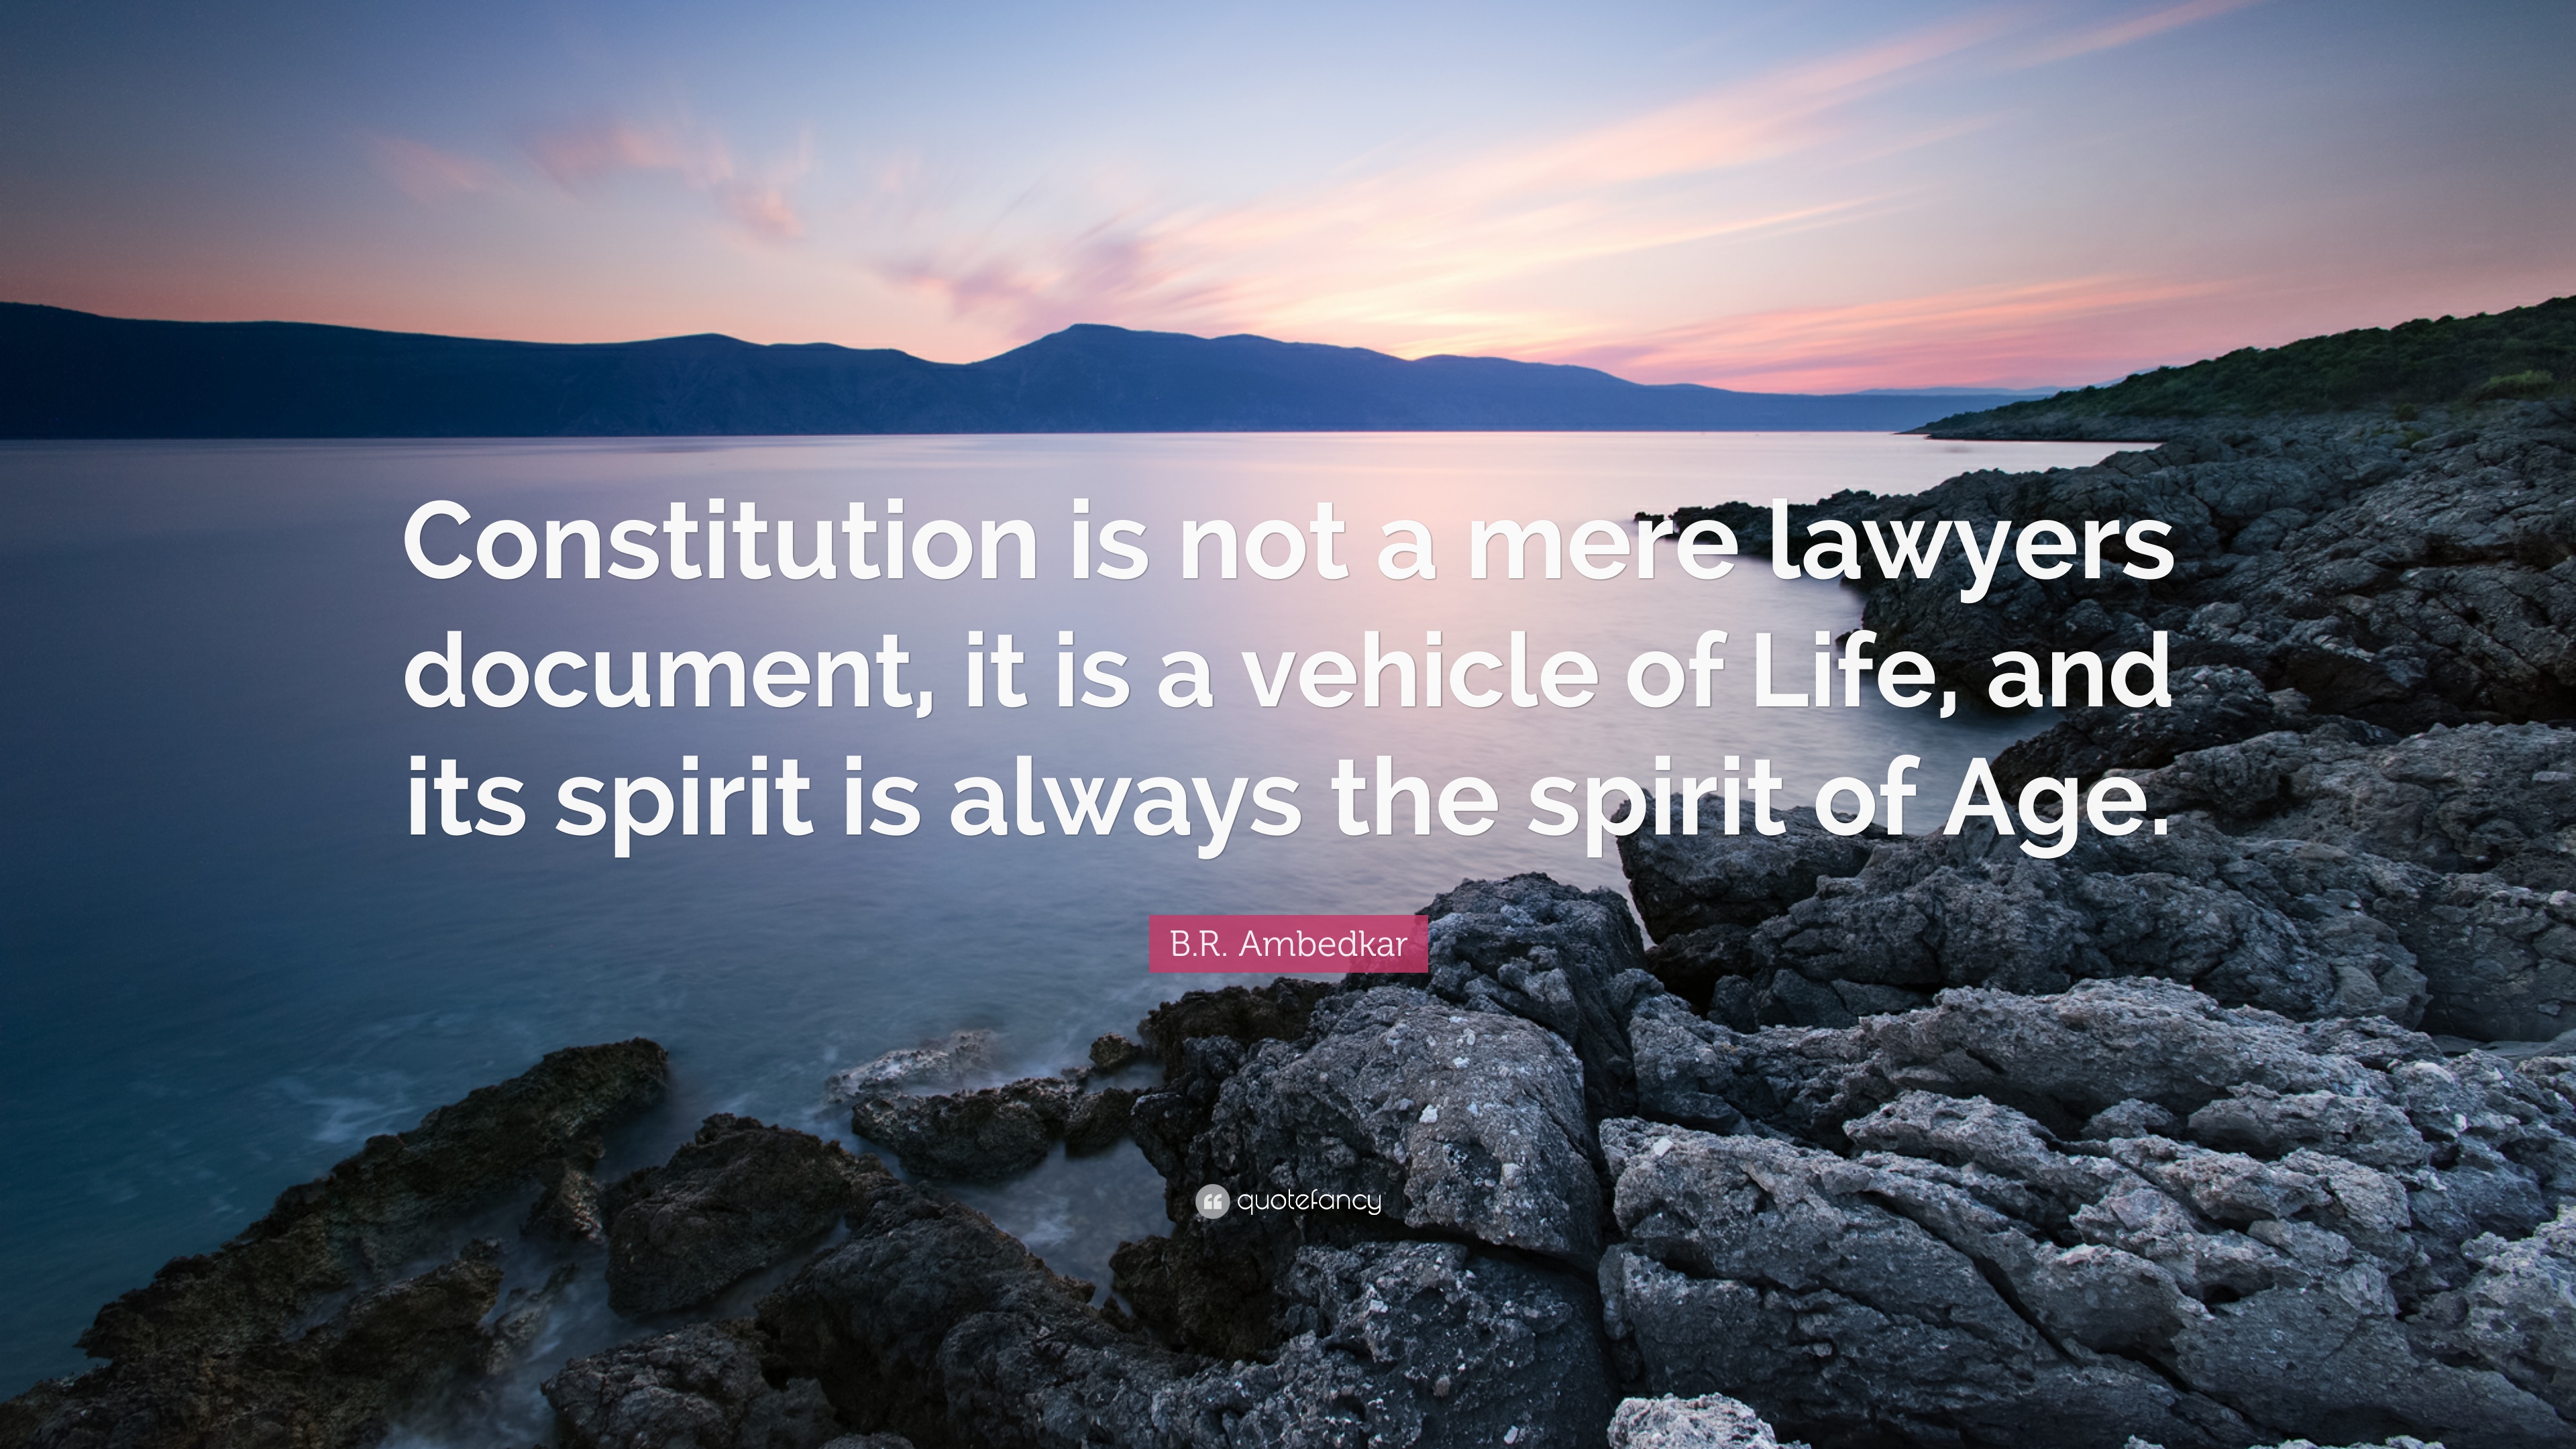 Constitution is not a mere lawyers
document, it is a vehicle of Life, and
its spirit is always the spirit of Age.
B.R. Ambedkar
quotefancy